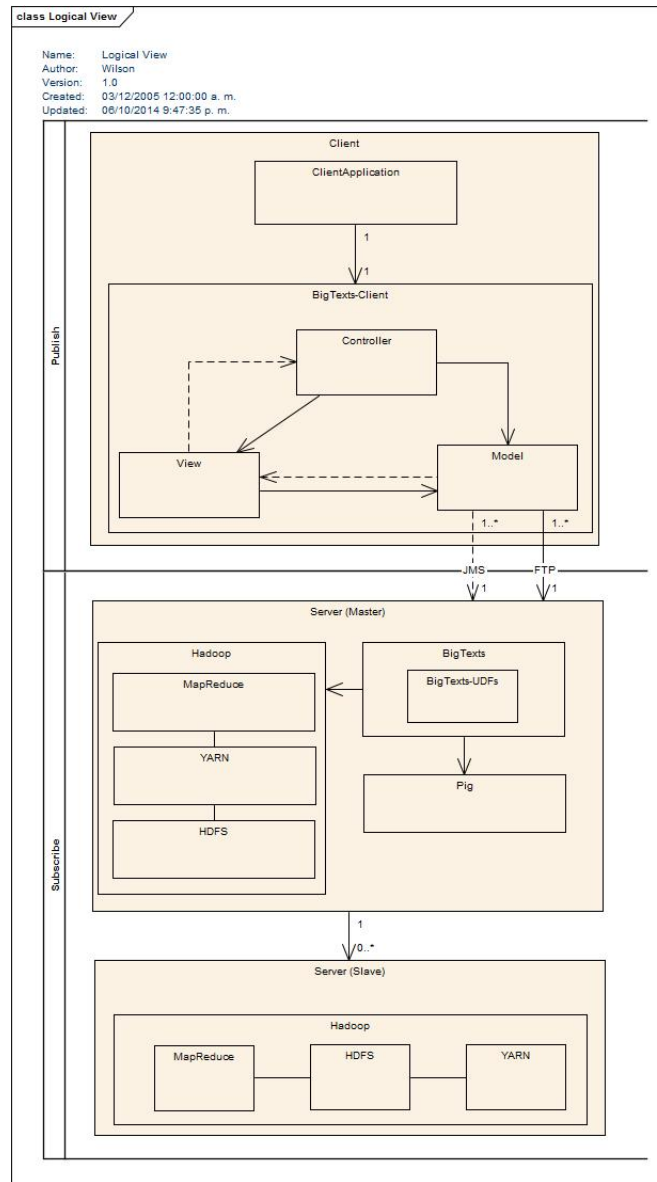 class Logical View
Name: Logical View
Author: Wilson
Version: 1.0
Created: 03/12/2005 12:00:00 a. m.
Updated: 06/10/2014 9:47:35 p. m.
Publish
Client
ClientApplication
1
1
BigTexts-Client
Controller
View
Model
1..*
1..*
JMS
FTP
1
1
Subscribe
Server (Master)
Hadoop
BigTexts
MapReduce
BigTexts-UDFs
YARN
Pig
HDFS
1
0..*
Server (Slave)
Hadoop
MapReduce
HDFS
YARN